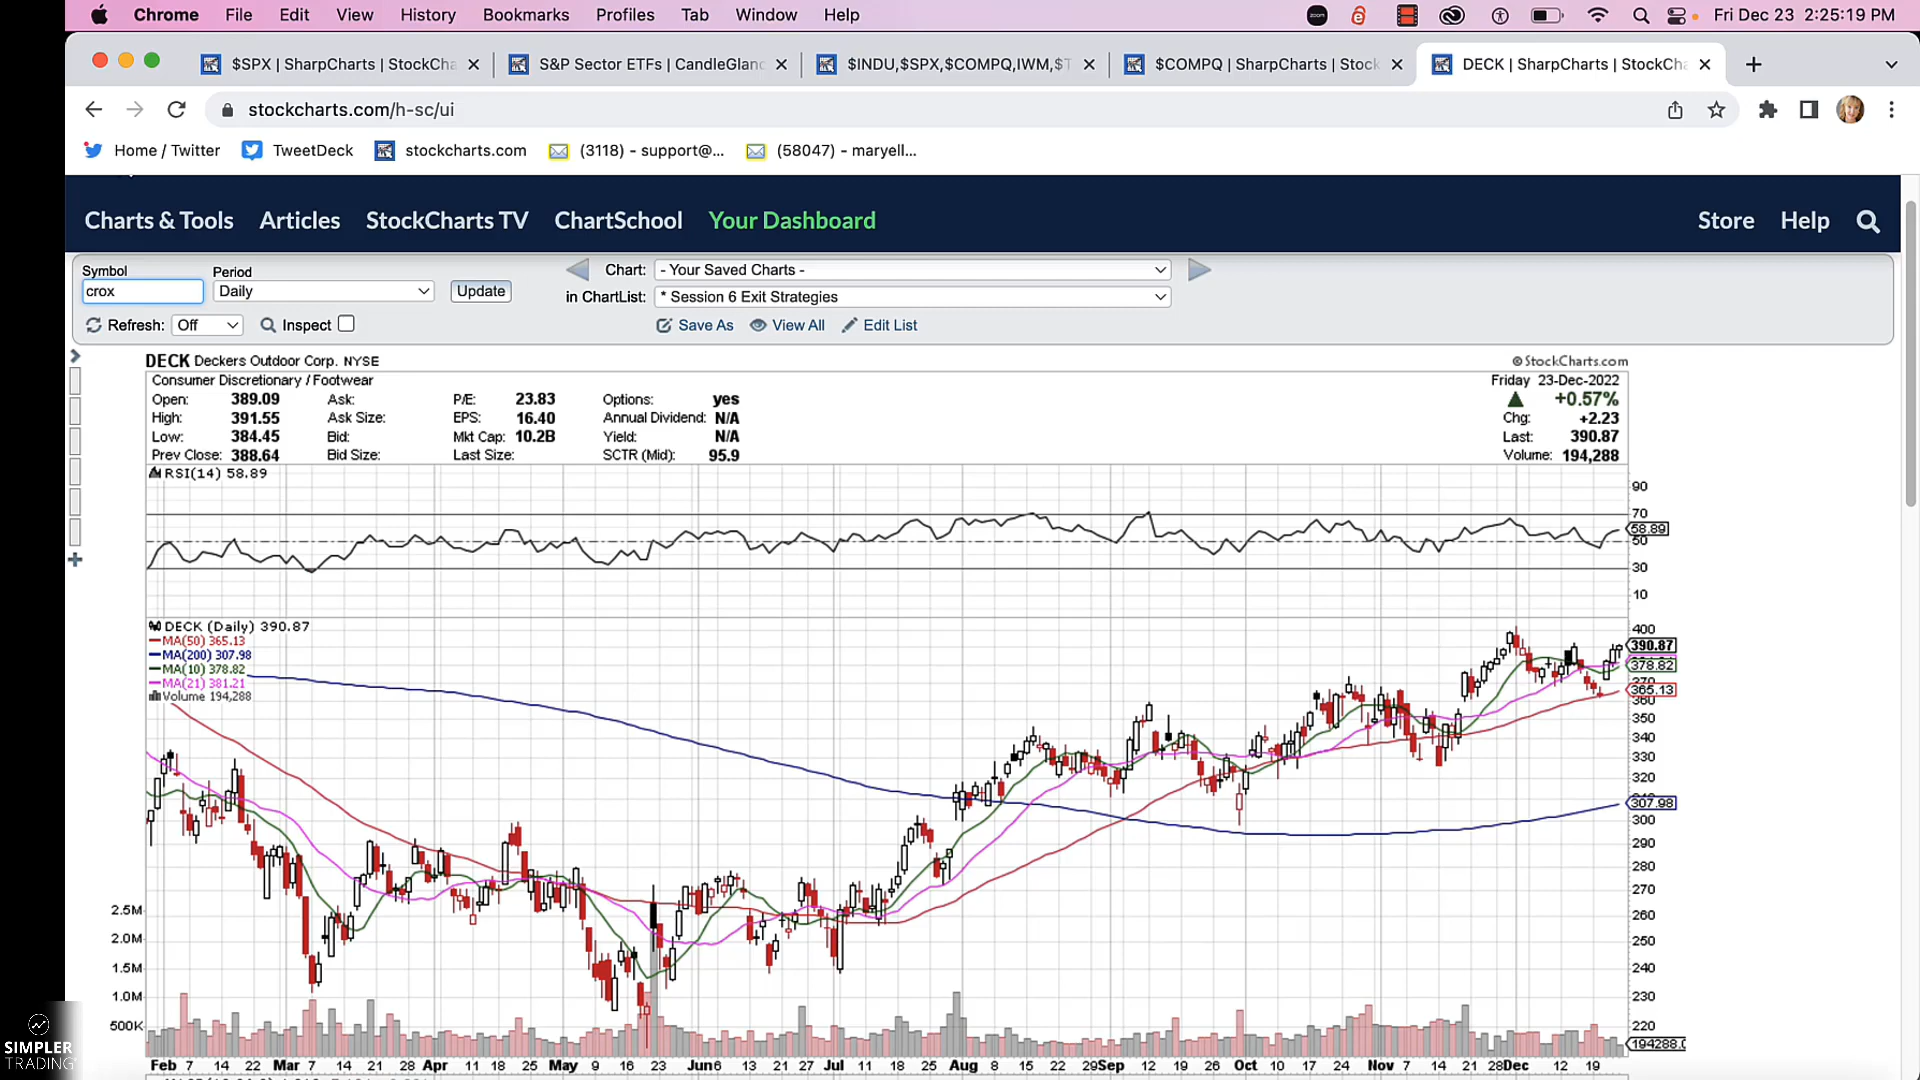 Chrome File Edit View History Bookmarks Profiles Tab Window Help zoom Fri Dec 23 2:25:19 PM
$SPX | SharpCharts | StockCha S&P Sector ETFs | CandleGlanc $INDU,$SPX,$COMPQ,IWM,$T $COMPQ | SharpCharts | Stock DECK | SharpCharts | StockCha
stockcharts.com/h-sc/ui
Home / Twitter TweetDeck stockcharts.com (3118) - support@... (58047) - maryell...
Charts & Tools Articles StockCharts TV ChartSchool Your Dashboard Store Help
Symbol Period Chart: - Your Saved Charts -
crox Daily Update in ChartList: * Session 6 Exit Strategies
Refresh: Off Inspect Save As View All Edit List
DECK Deckers Outdoor Corp. NYSE © StockCharts.com
Consumer Discretionary / Footwear Friday 23-Dec-2022
Open: 389.09 Ask: P/E: 23.83 Options: yes +0.57%
High: 391.55 Ask Size: EPS: 16.40 Annual Dividend: N/A Chg: +2.23
Low: 384.45 Bid: Mkt Cap: 10.2B Yield: N/A Last: 390.87
Prev Close: 388.64 Bid Size: Last Size: SCTR (Mid): 95.9 Volume: 194,288
RSI(14) 58.89
90
70
58.89
50
30
10
DECK (Daily) 390.87
MA(50) 365.13
MA(200) 307.98
MA(10) 378.82
MA(21) 381.21
Volume 194,288
400
390.87
378.82
370
365.13
360
350
340
330
320
307.98
300
290
280
270
260
250
240
230
220
2.5M
2.0M
1.5M
1.0M
500K
194288.0
Feb 7 14 22 Mar 7 14 21 28 Apr 11 18 25 May 9 16 23 Jun 6 13 21 27 Jul 11 18 25 Aug 8 15 22 29 Sep 12 19 26 Oct 10 17 24 Nov 7 14 21 28 Dec 12 19
SIMPLER
TRADING